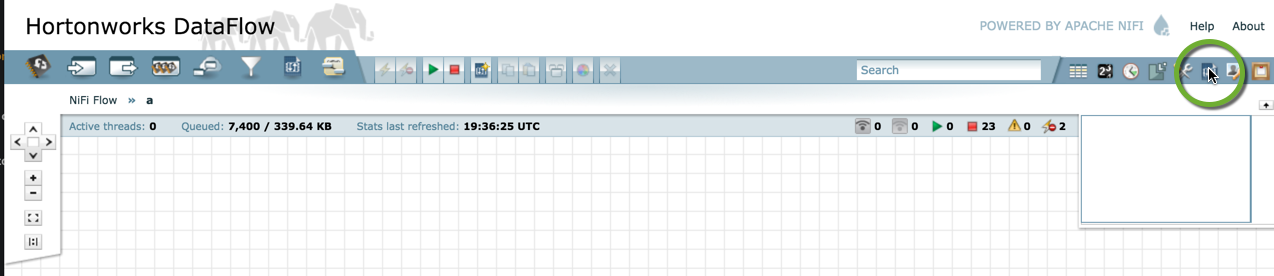 Hortonworks DataFlow
POWERED BY APACHE NIFI
Help
About
Search
NiFi Flow » a
Active threads: 0
Queued: 7,400 / 339.64 KB
Stats last refreshed: 19:36:25 UTC
0
0
0
23
0
2